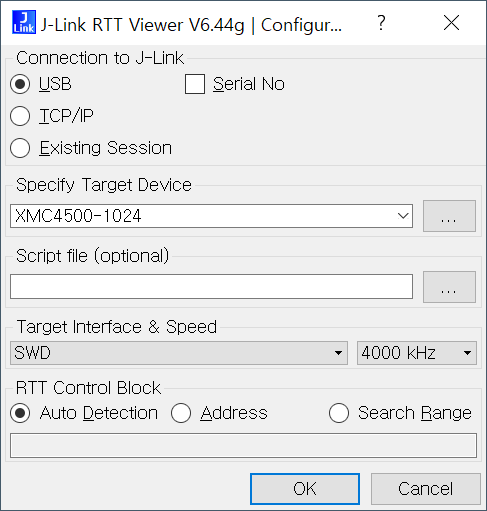 J-Link RTT Viewer V6.44g | Configur... ?
Connection to J-Link
USB Serial No
TCP/IP
Existing Session
Specify Target Device
XMC4500-1024 ...
Script file (optional)
...
Target Interface & Speed
SWD 4000 kHz
RTT Control Block
Auto Detection Address Search Range
OK Cancel